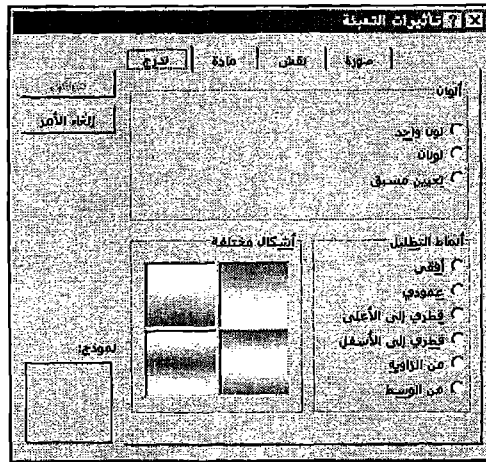 تأثيرات التعبئة
تدرج
مادة
نقش
صورة
إلغاء الأمر
ألوان
لون واحد
لونان
تعيين مسبق
أنماط التظليل
أفقي
عمودي
قطري إلى الأعلى
قطري إلى الأسفل
من الزاوية
من الوسط
أشكال مختلفة
نموذج: